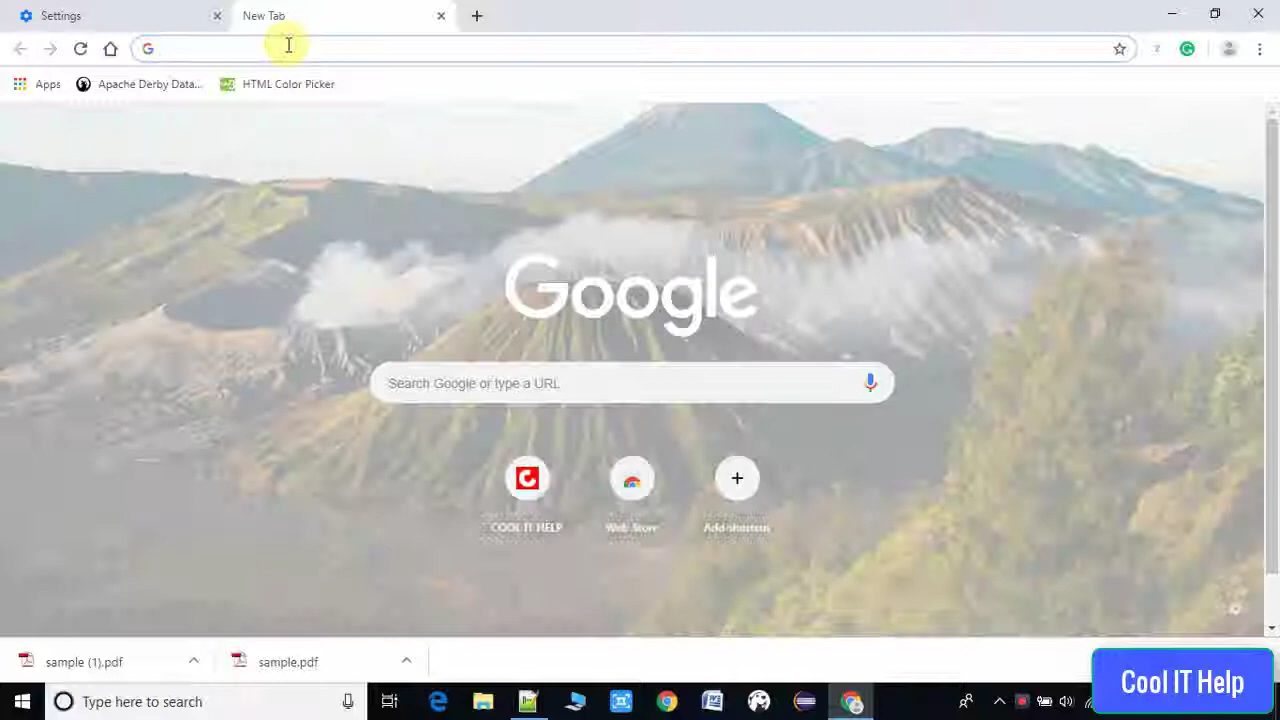 Settings
New Tab
Apps
Apache Derby Data...
HTML Color Picker
Google
Search Google or type a URL
COOL IT HELP
Web Store
Add shortcut
sample (1).pdf
sample.pdf
Type here to search
Cool IT Help